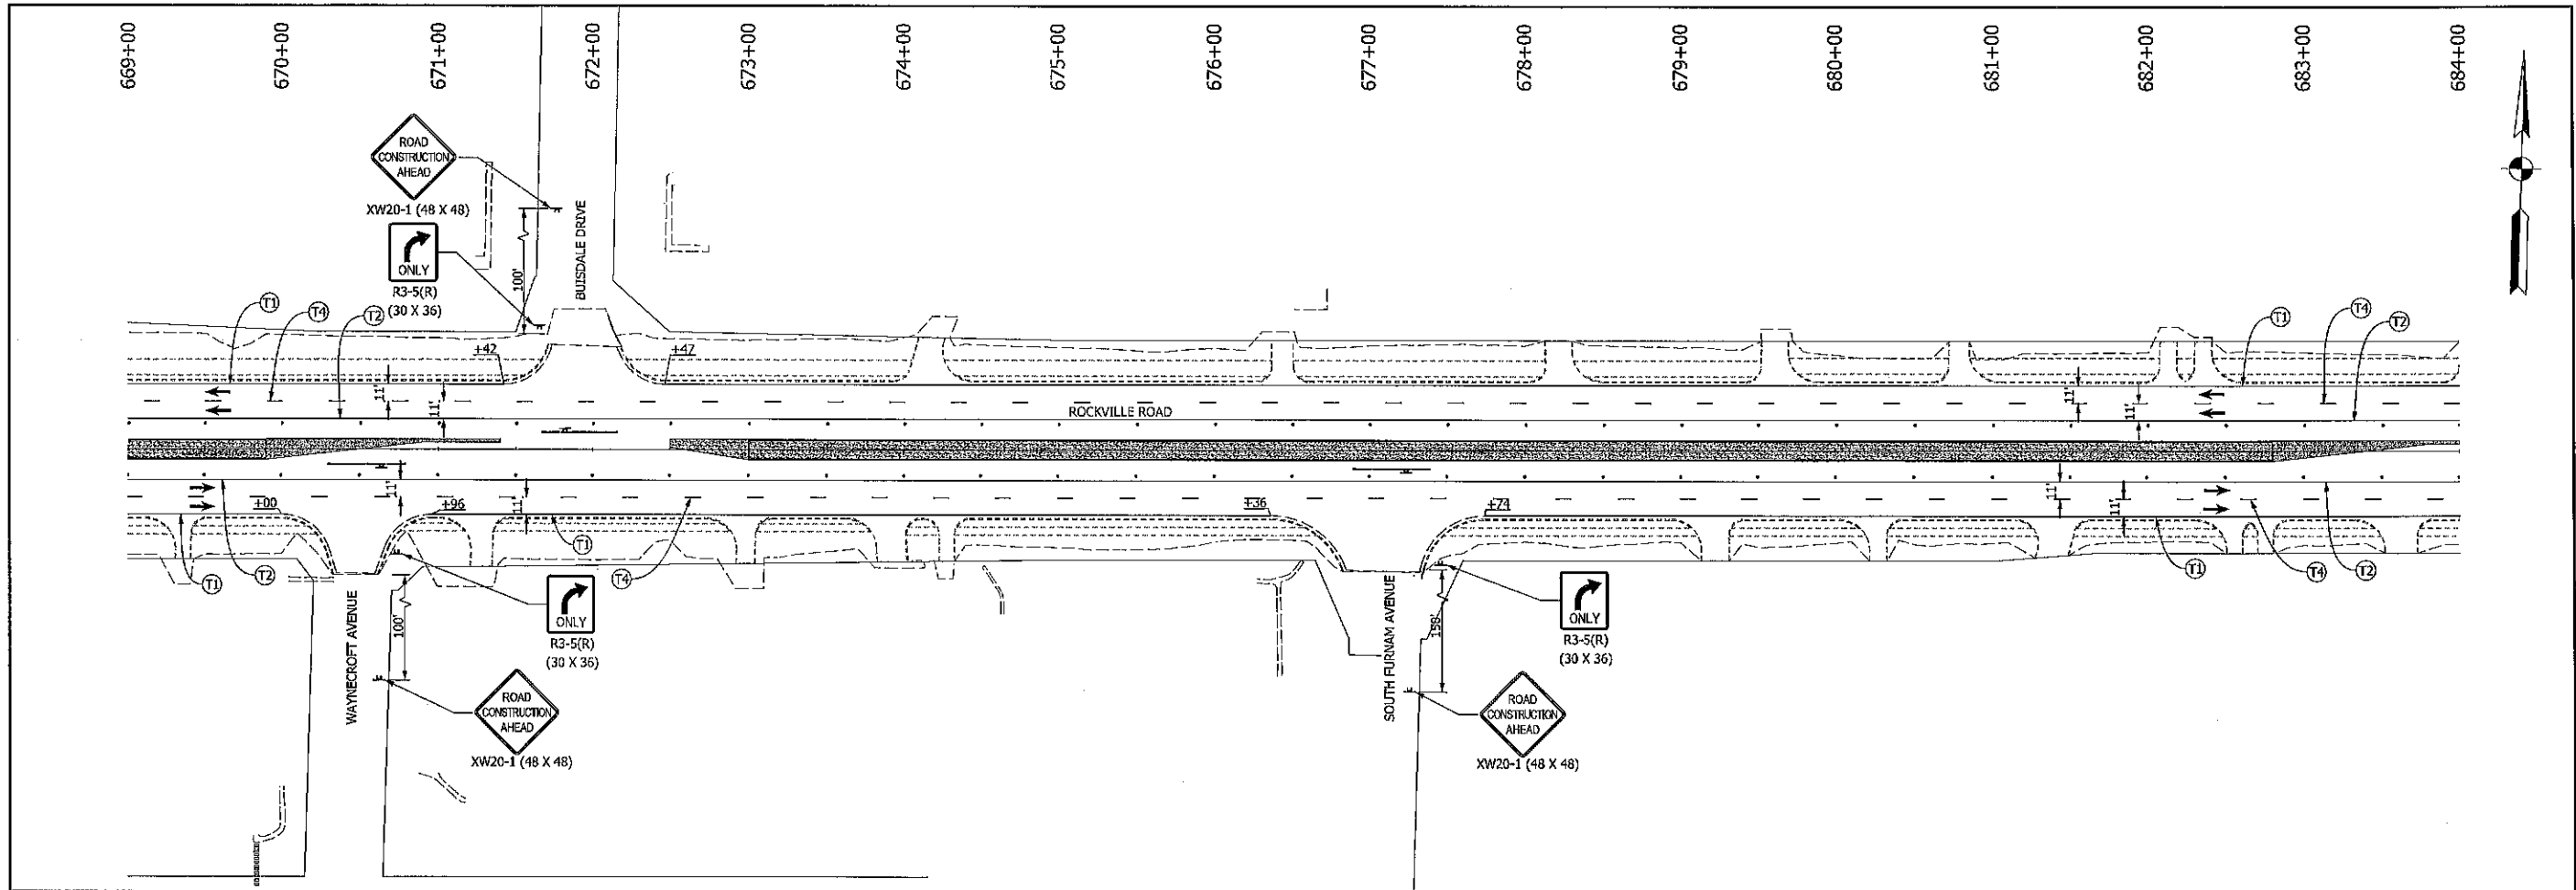 669+00
670+00
671+00
672+00
673+00
674+00
675+00
676+00
677+00
678+00
679+00
680+00
681+00
682+00
683+00
684+00
ROAD
CONSTRUCTION
AHEAD
XW20-1 (48 X 48)
ONLY
R3-5(R)
(30 X 36)
100'
BUISDALE DRIVE
T1
T4
T2
T1
T4
T2
+42
+47
11'
11'
11'
11'
ROCKVILLE ROAD
+00
+96
11'
11'
+36
+74
11'
11'
T1
T2
T1
T4
T1
T4
T2
WAYNECROFT AVENUE
100'
ONLY
R3-5(R)
(30 X 36)
ROAD
CONSTRUCTION
AHEAD
XW20-1 (48 X 48)
SOUTH FURNAM AVENUE
150'
ONLY
R3-5(R)
(30 X 36)
ROAD
CONSTRUCTION
AHEAD
XW20-1 (48 X 48)